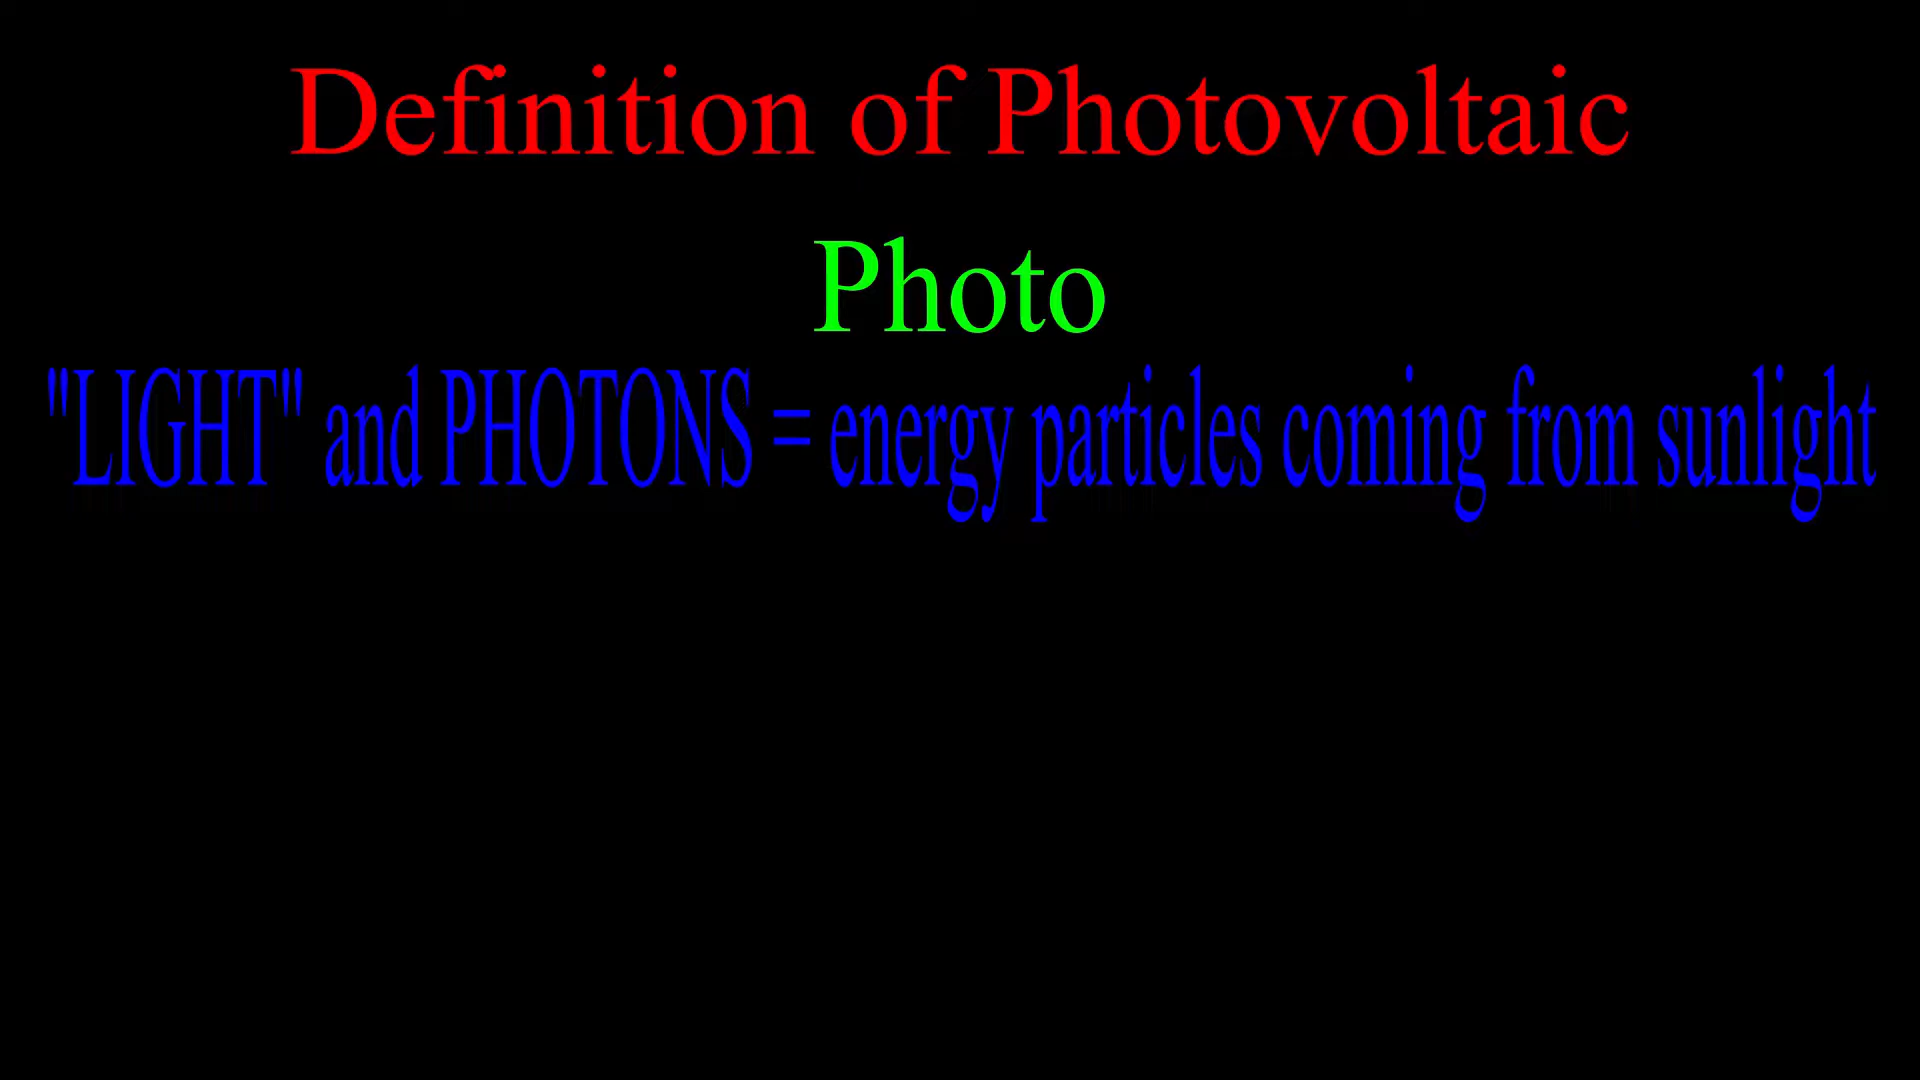 Definition of Photovoltaic
Photo
"LIGHT" and PHOTONS = energy particles coming from sunlight